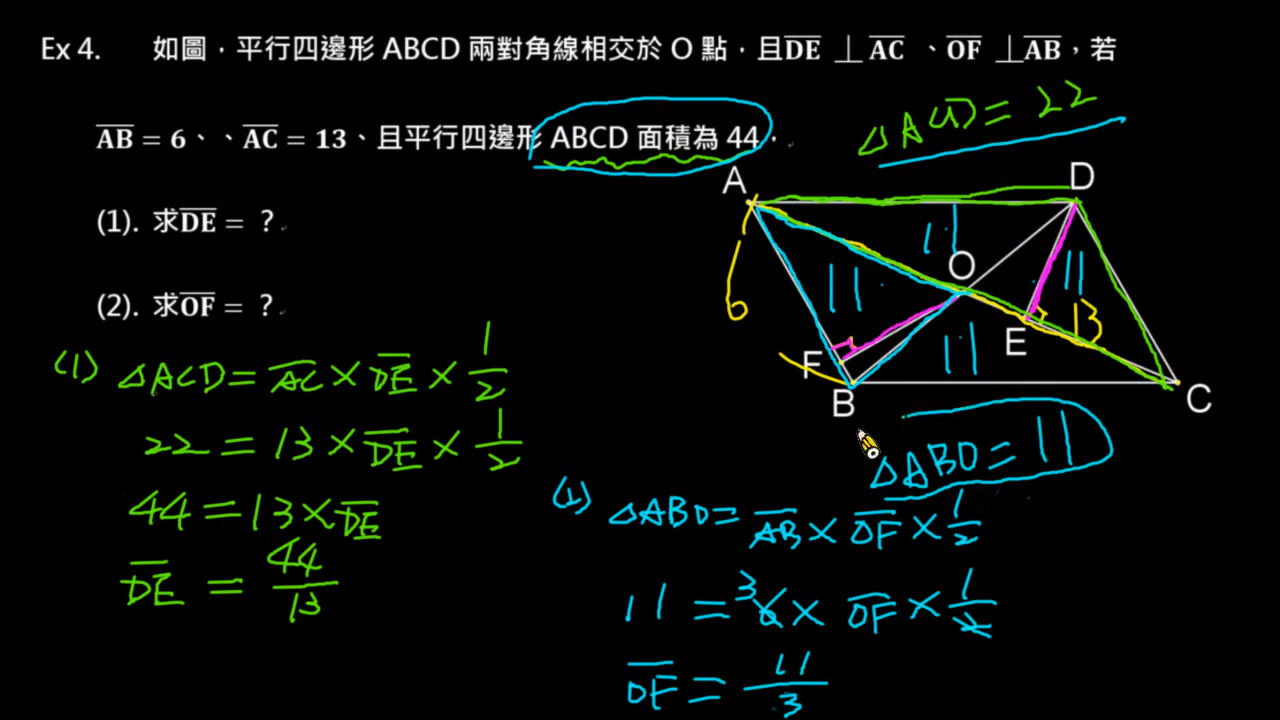 Ex 4. 如圖，平行四邊形 ABCD 兩對角線相交於 O 點，且DE ⊥ AC 、OF ⊥AB，若
AB = 6、、AC = 13、且平行四邊形 ABCD 面積為 44，
(1). 求DE = ？
(2). 求OF = ？
△ACD = 22
A
D
11
O
11
11
6
13
E
F
11
B
C
△ABO = 11
(1) △ACD = AC × DE × 1/2
22 = 13 × DE × 1/2
44 = 13 × DE
DE = 44/13
(2) △ABO = AB × OF × 1/2
11 = 3 6 × OF × 1/2
OF = 11/3